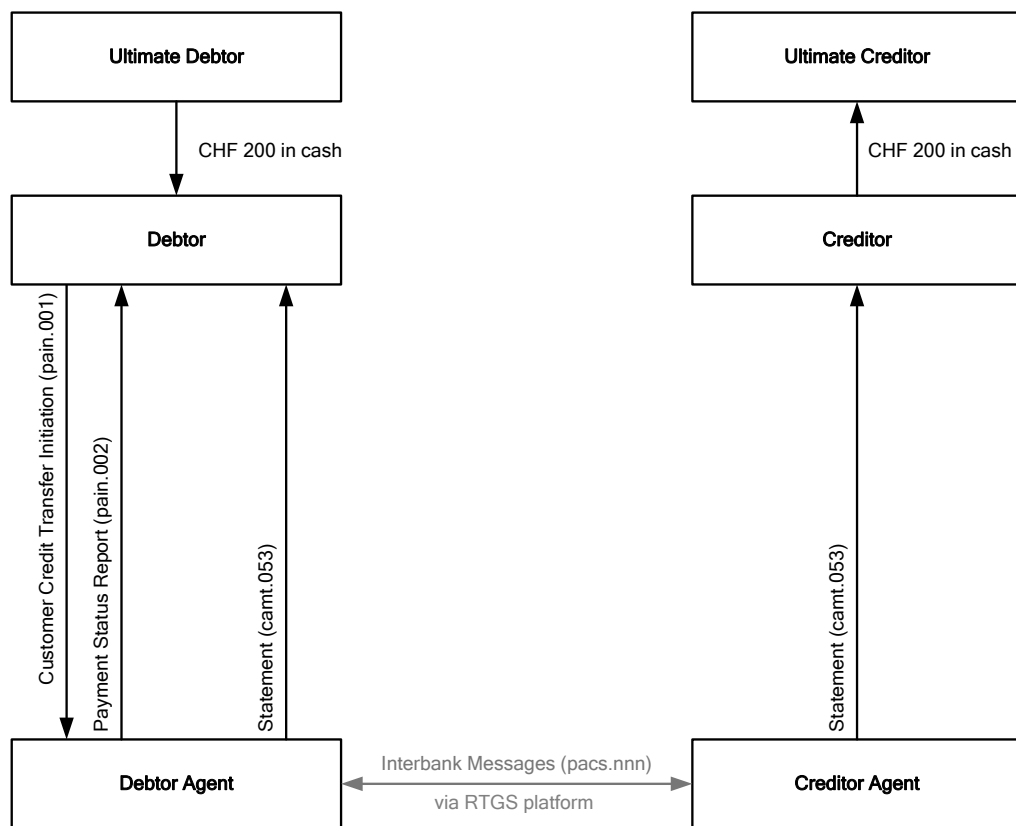 Ultimate Debtor
Ultimate Creditor
CHF 200 in cash
CHF 200 in cash
Debtor
Creditor
Customer Credit Transfer Initiation (pain.001)
Payment Status Report (pain.002)
Statement (camt.053)
Statement (camt.053)
Debtor Agent
Interbank Messages (pacs.nnn)
via RTGS platform
Creditor Agent